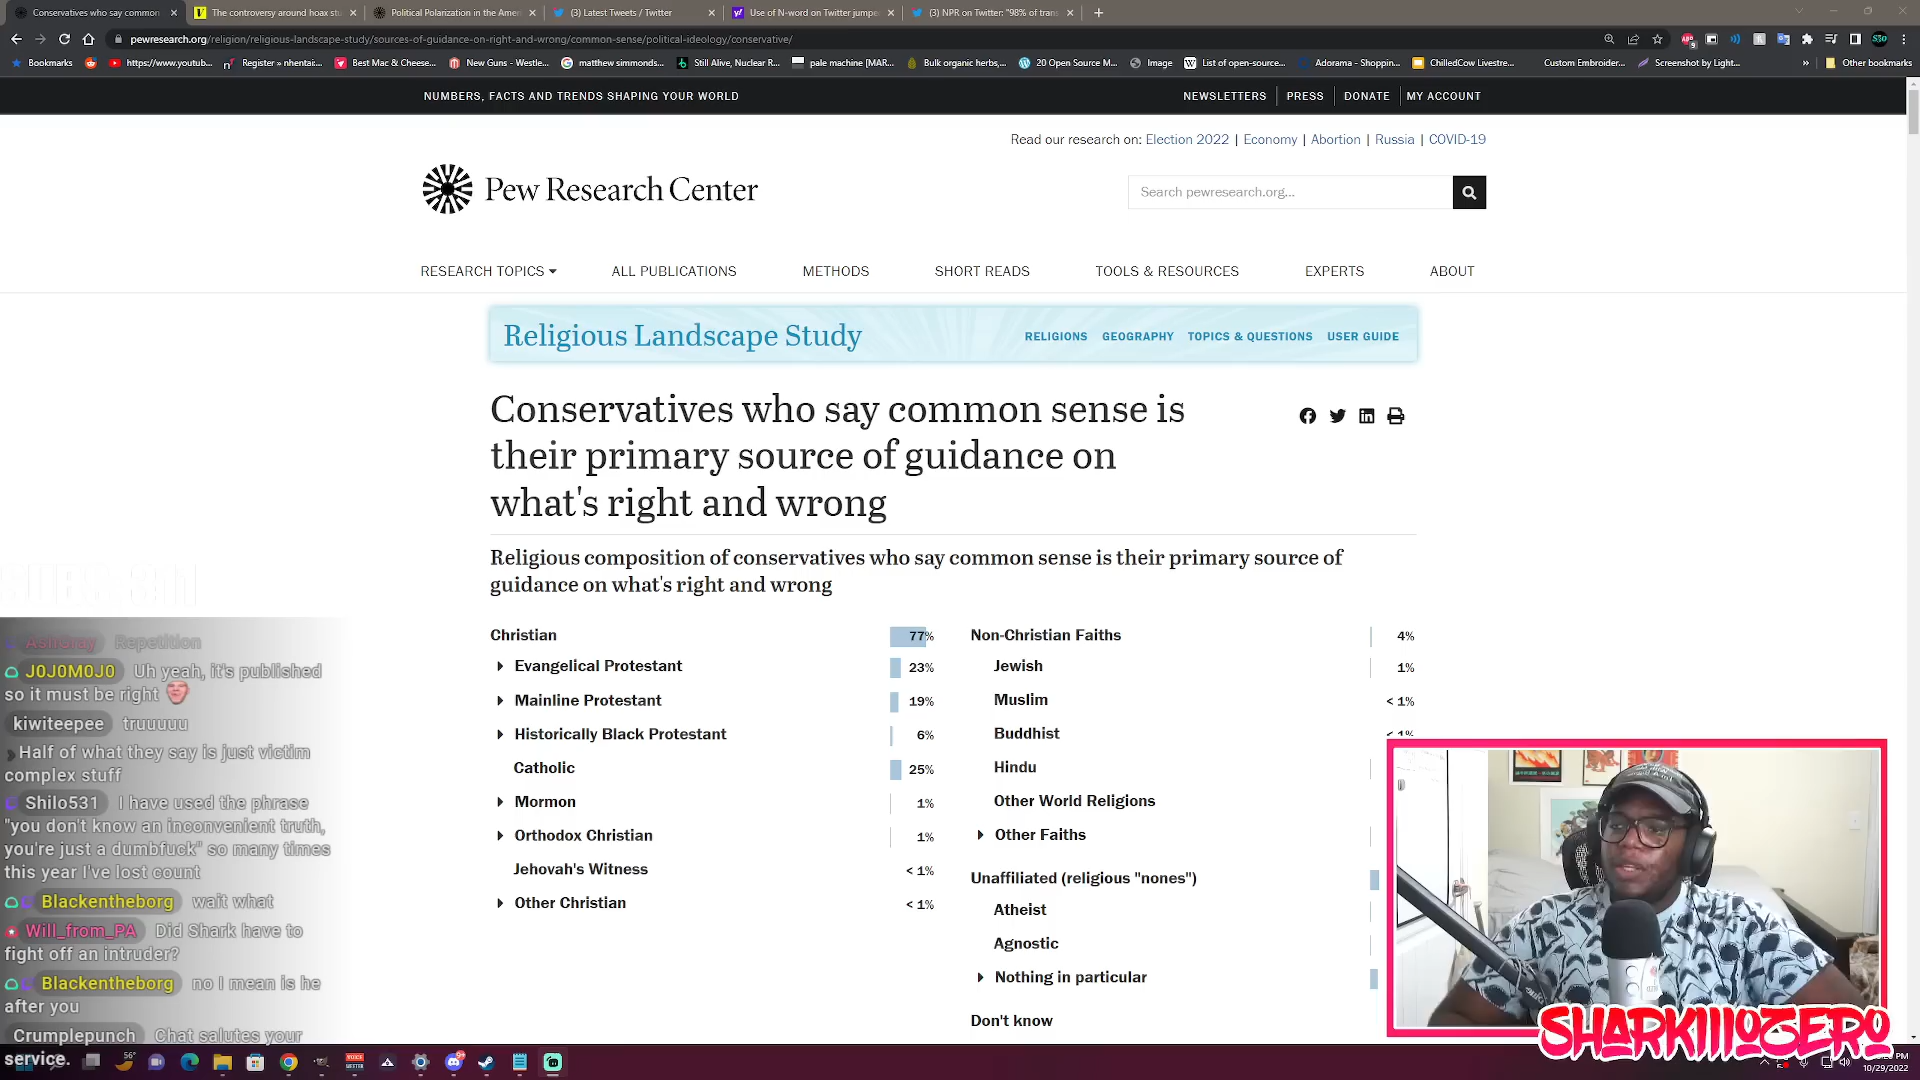 Conservatives who say common
The controversy around hoax stu
Political Polarization in the Amer
(3) Latest Tweets / Twitter
Use of N-word on Twitter jumpe
(3) NPR on Twitter: "98% of tran
pewresearch.org/religion/religious-landscape-study/sources-of-guidance-on-right-and-wrong/common-sense/political-ideology/conservative/
Bookmarks
https://www.youtub...
Register » nhentai...
Best Mac & Cheese...
New Guns - Westle...
matthew simmonds...
Still Alive, Nuclear R...
pale machine [MAR...
Bulk organic herbs,...
20 Open Source M...
Image
List of open-source...
Adorama - Shoppin...
ChilledCow Livestre...
Custom Embroider...
Screenshot by Light...
Other bookmarks
NUMBERS, FACTS AND TRENDS SHAPING YOUR WORLD
NEWSLETTERS | PRESS | DONATE | MY ACCOUNT
Read our research on: Election 2022 | Economy | Abortion | Russia | COVID-19
Pew Research Center
Search pewresearch.org...
RESEARCH TOPICS
ALL PUBLICATIONS
METHODS
SHORT READS
TOOLS & RESOURCES
EXPERTS
ABOUT
Religious Landscape Study
RELIGIONS GEOGRAPHY TOPICS & QUESTIONS USER GUIDE
Conservatives who say common sense is
their primary source of guidance on
what's right and wrong
Religious composition of conservatives who say common sense is their primary source of
guidance on what's right and wrong
Christian 77%
Evangelical Protestant 23%
Mainline Protestant 19%
Historically Black Protestant 6%
Catholic 25%
Mormon 1%
Orthodox Christian 1%
Jehovah's Witness < 1%
Other Christian < 1%
Non-Christian Faiths 4%
Jewish 1%
Muslim < 1%
Buddhist < 1%
Hindu
Other World Religions
Other Faiths
Unaffiliated (religious "nones")
Atheist
Agnostic
Nothing in particular
Don't know
AshGray Repetition
J0J0M0J0 Uh yeah, it's published
so it must be right
kiwiteepee truuuuu
Half of what they say is just victim
complex stuff
Shilo531 I have used the phrase
"you don't know an inconvenient truth,
you're just a dumbfuck" so many times
this year I've lost count
Blackentheborg wait what
Will_from_PA Did Shark have to
fight off an intruder?
Blackentheborg no I mean is he
after you
Crumplepunch Chat salutes your
service.
SHARK3OZERO
56°
10/29/2022